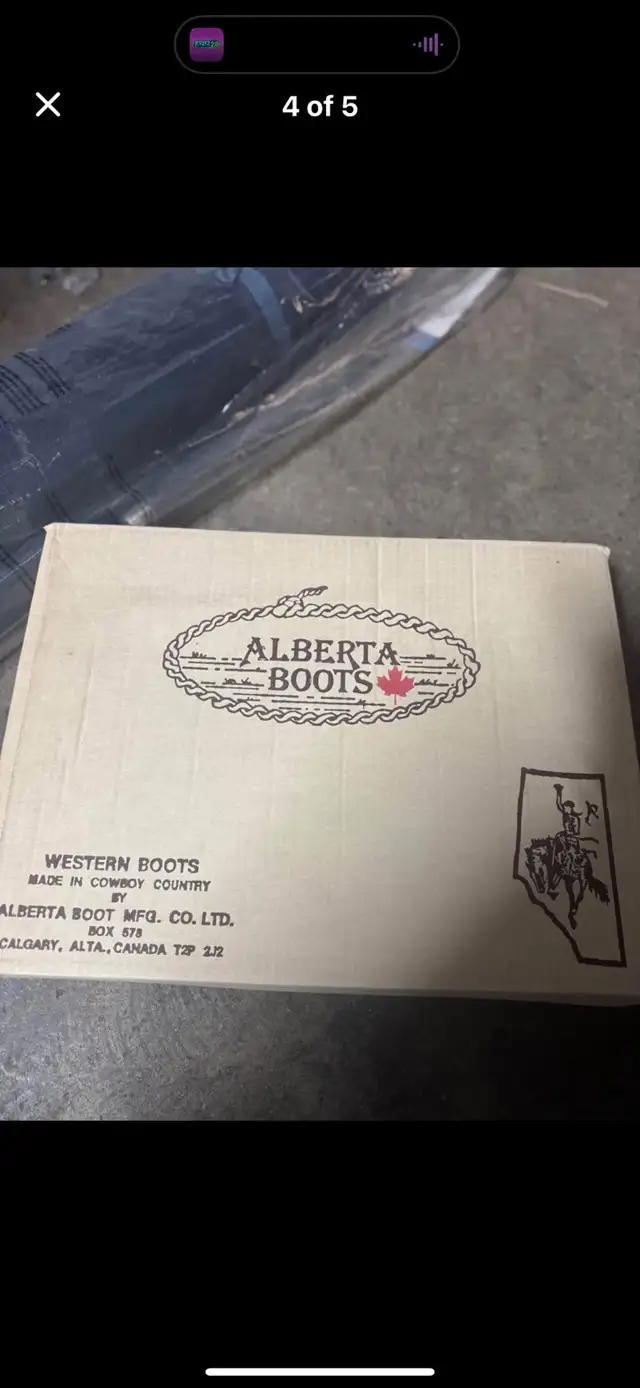 4 of 5
ALBERTA
BOOTS
WESTERN BOOTS
MADE IN COWBOY COUNTRY
BY
ALBERTA BOOT MFG. CO. LTD.
BOX 578
CALGARY, ALTA., CANADA T2P 2J2